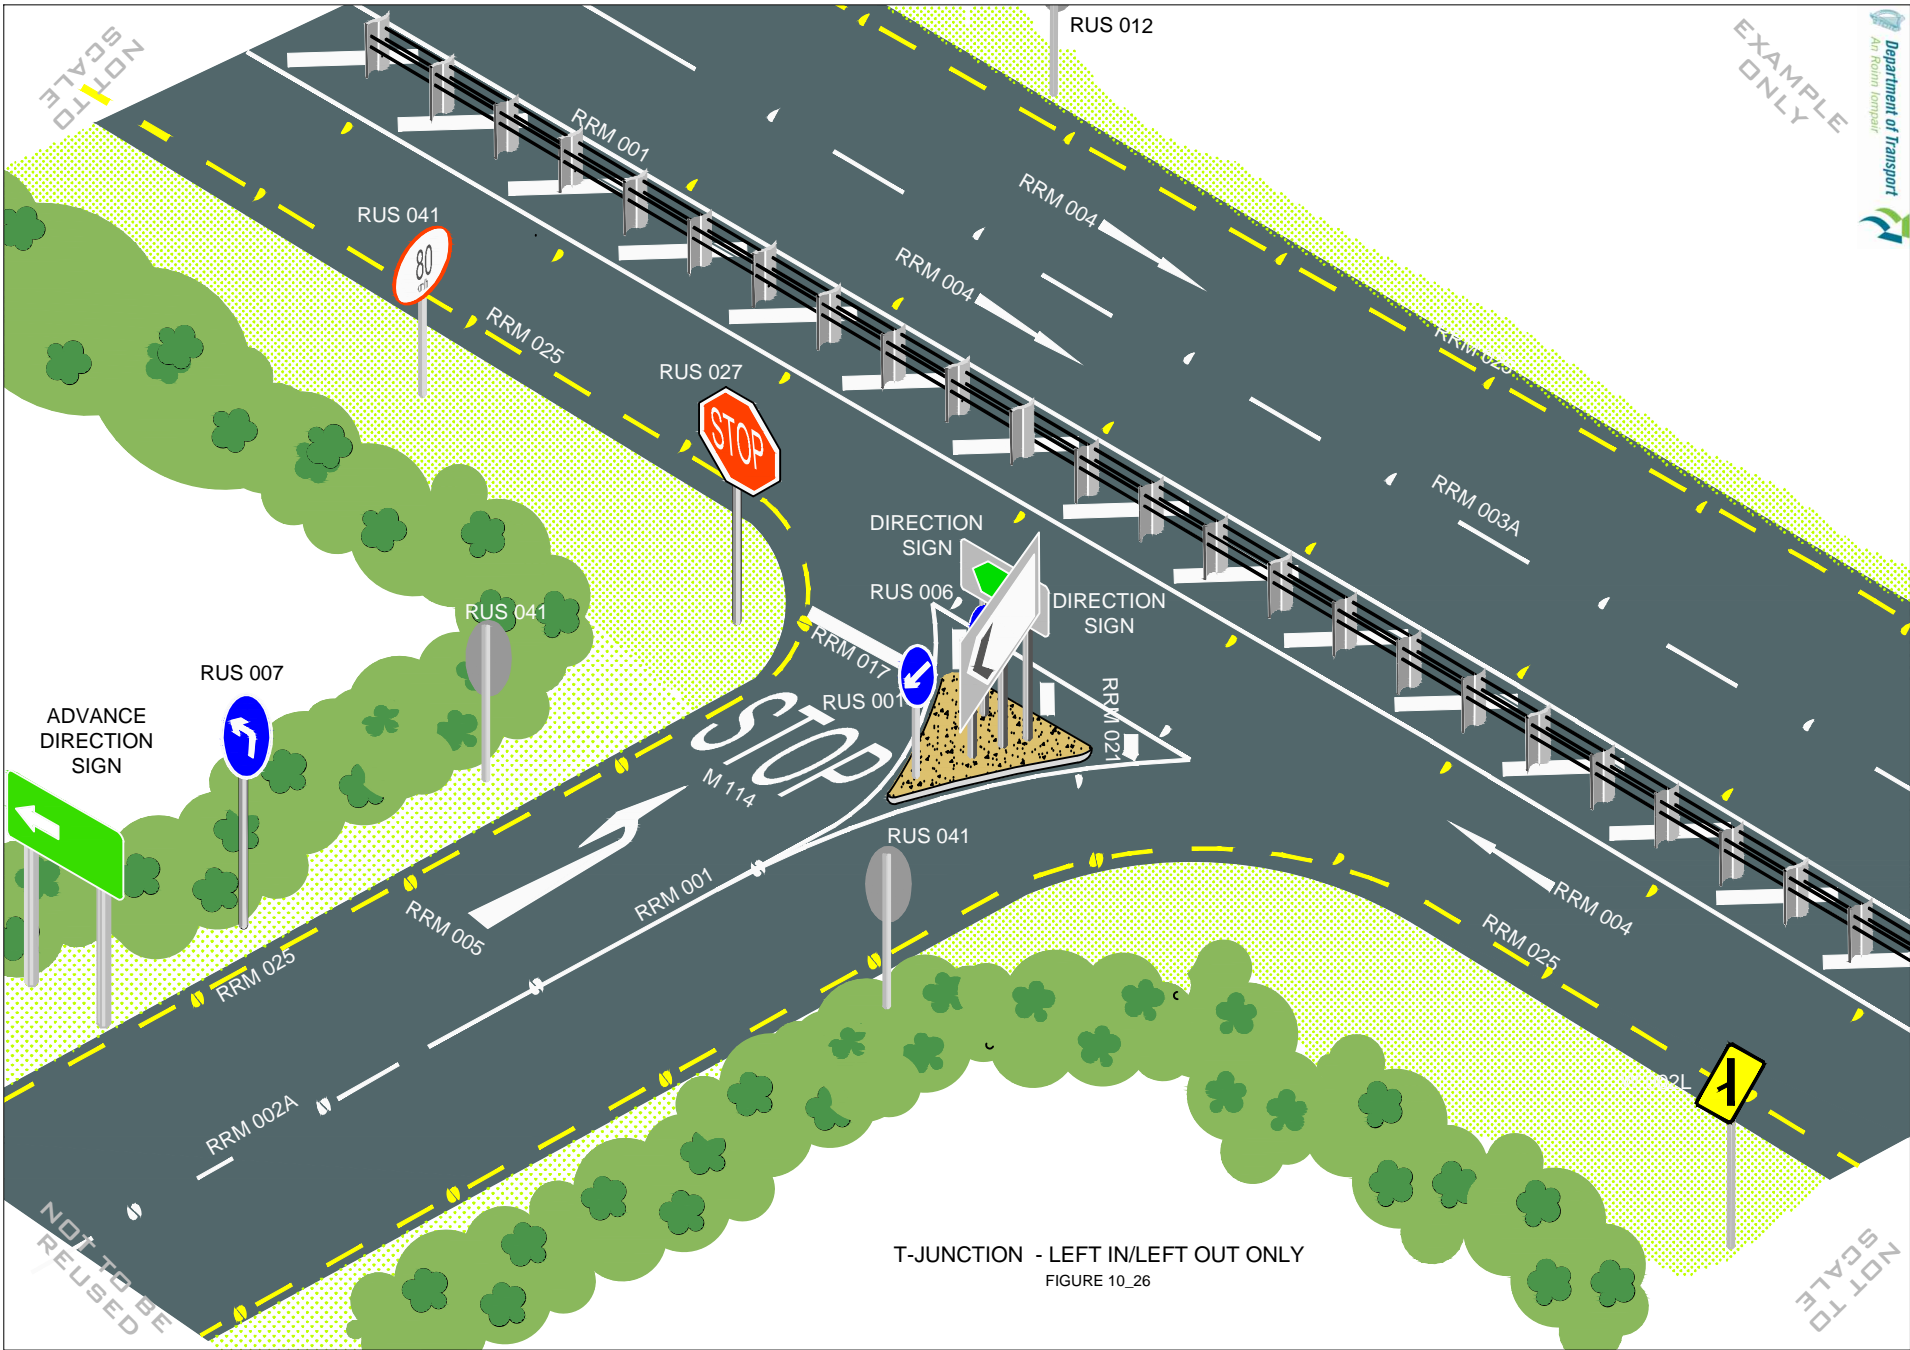 NOT TO
SCALE
RUS 012
EXAMPLE
ONLY
Department of Transport
An Roinn Iompair
RRM 001
RUS 041
80
km/h
RRM 004
RRM 004
RRM 025
RRM 025
RUS 027
STOP
RRM 003A
DIRECTION
SIGN
RUS 006
DIRECTION
SIGN
RUS 041
RRM 017
RUS 001
RRM 021
RUS 007
ADVANCE
DIRECTION
SIGN
STOP
M 114
RUS 041
RRM 001
RRM 005
RRM 025
RRM 004
RRM 025
02L
RRM 002A
NOT TO BE
REUSED
T-JUNCTION - LEFT IN/LEFT OUT ONLY
FIGURE 10_26
NOT TO
SCALE